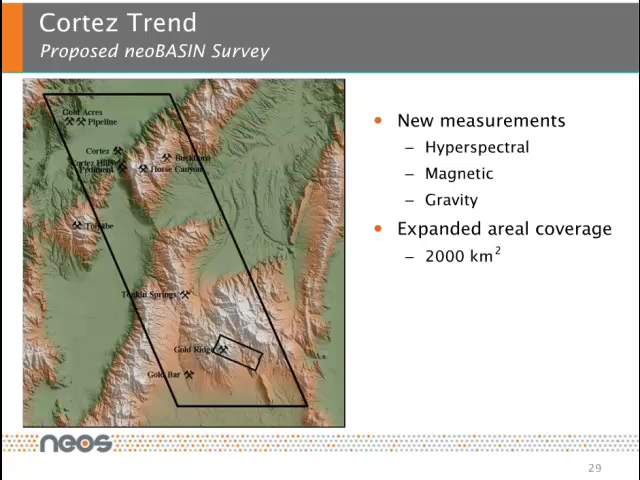 Cortez Trend
Proposed neoBASIN Survey
Gold Acres
Pipeline
Cortez
Cortez Hills
Pediment
Buckhorn
Horse Canyon
Toiyabe
Tonkin Springs
Gold Ridge
Gold Bar
• New measurements
– Hyperspectral
– Magnetic
– Gravity
• Expanded areal coverage
– 2000 km²
neos
29